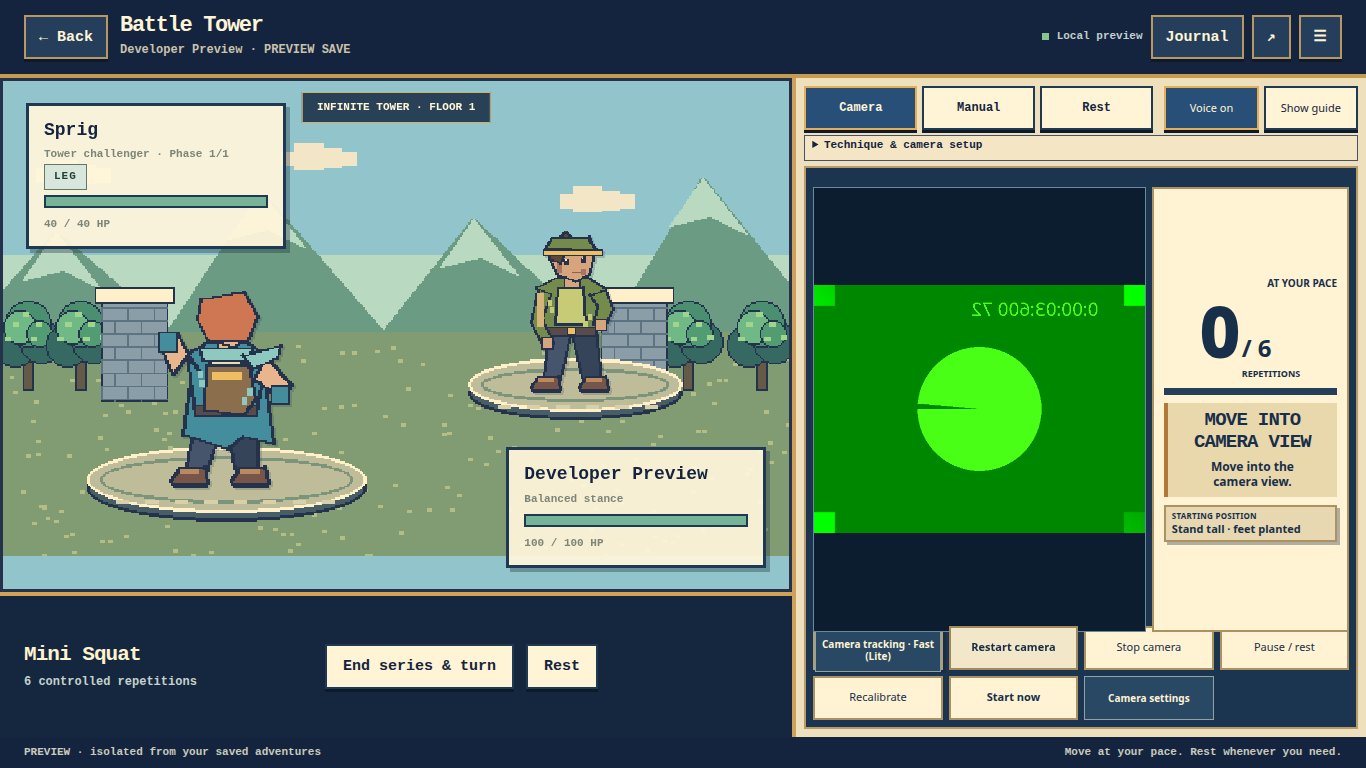 ← Back
Battle Tower
Developer Preview · PREVIEW SAVE
Local preview
Journal
↗
☰
INFINITE TOWER · FLOOR 1
Sprig
Tower challenger · Phase 1/1
LEG
40 / 40 HP
Developer Preview
Balanced stance
100 / 100 HP
Mini Squat
6 controlled repetitions
End series & turn
Rest
Camera
Manual
Rest
Voice on
Show guide
▶ Technique & camera setup
0:00:03:600 72
AT YOUR PACE
0 / 6
REPETITIONS
MOVE INTO
CAMERA VIEW
Move into the
camera view.
STARTING POSITION
Stand tall · feet planted
Camera tracking · Fast
(Lite)
Restart camera
Stop camera
Pause / rest
Recalibrate
Start now
Camera settings
PREVIEW · isolated from your saved adventures
Move at your pace. Rest whenever you need.